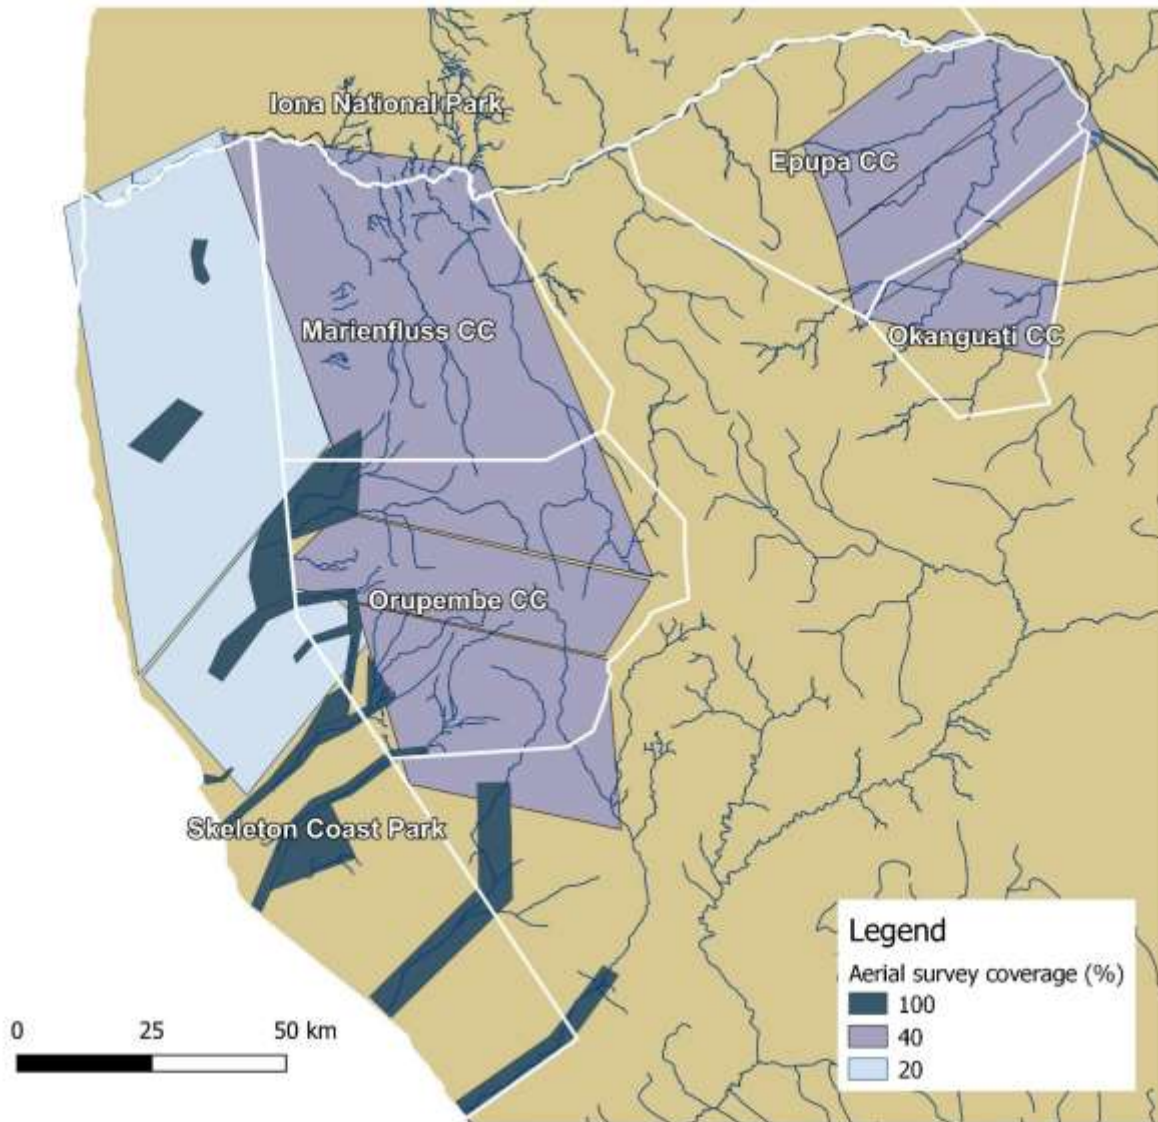 Iona National Park
Epupa CC
Marienfluss CC
Okanguati CC
Orupembe CC
Skeleton Coast Park
Legend
Aerial survey coverage (%)
100
40
20
0 25 50 km